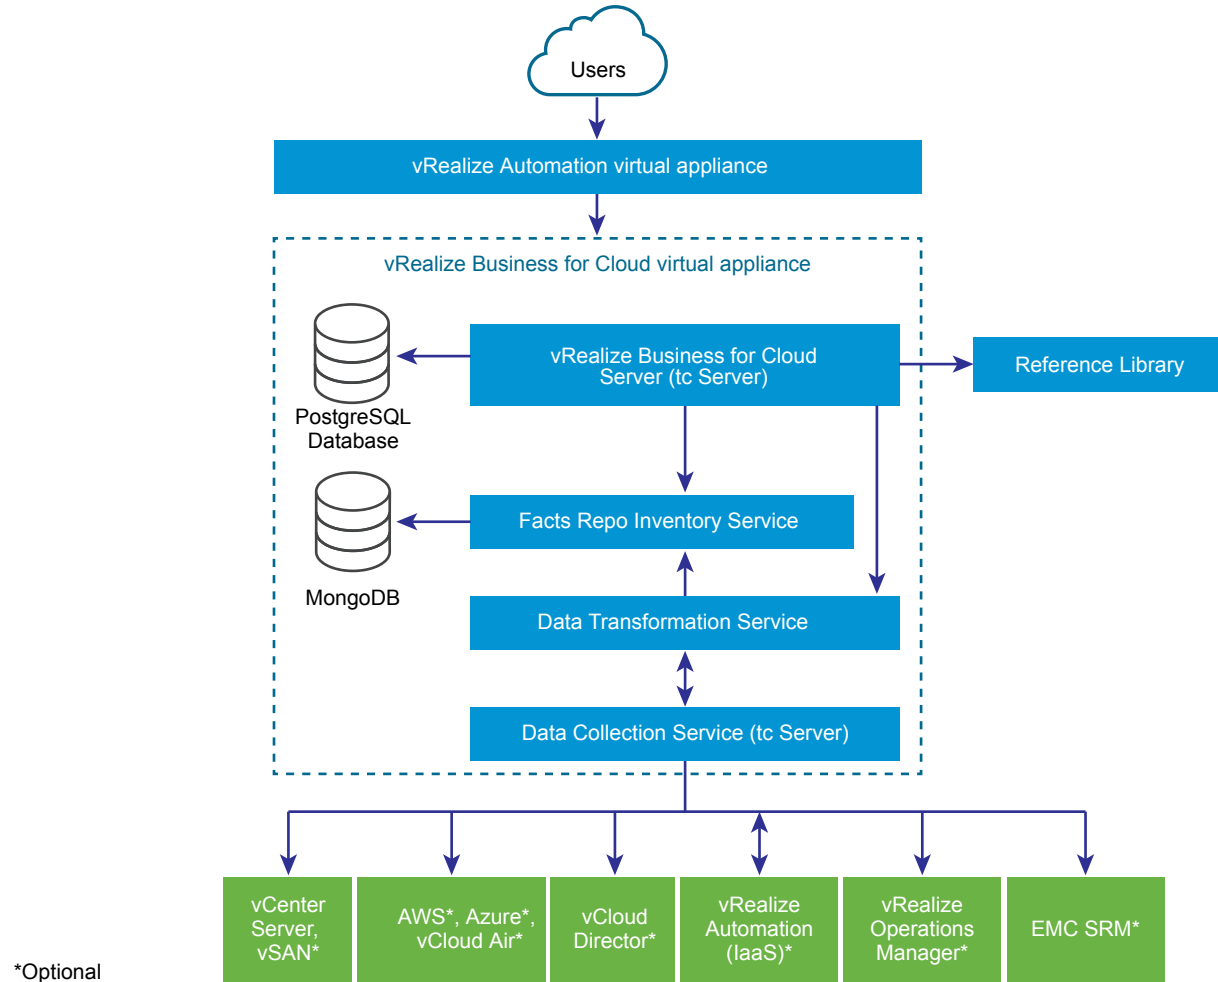 Users
vRealize Automation virtual appliance
vRealize Business for Cloud virtual appliance
vRealize Business for Cloud
Server (tc Server)
Reference Library
PostgreSQL
Database
Facts Repo Inventory Service
MongoDB
Data Transformation Service
Data Collection Service (tc Server)
vCenter
Server,
vSAN*
AWS*, Azure*,
vCloud Air*
vCloud
Director*
vRealize
Automation
(IaaS)*
vRealize
Operations
Manager*
EMC SRM*
*Optional